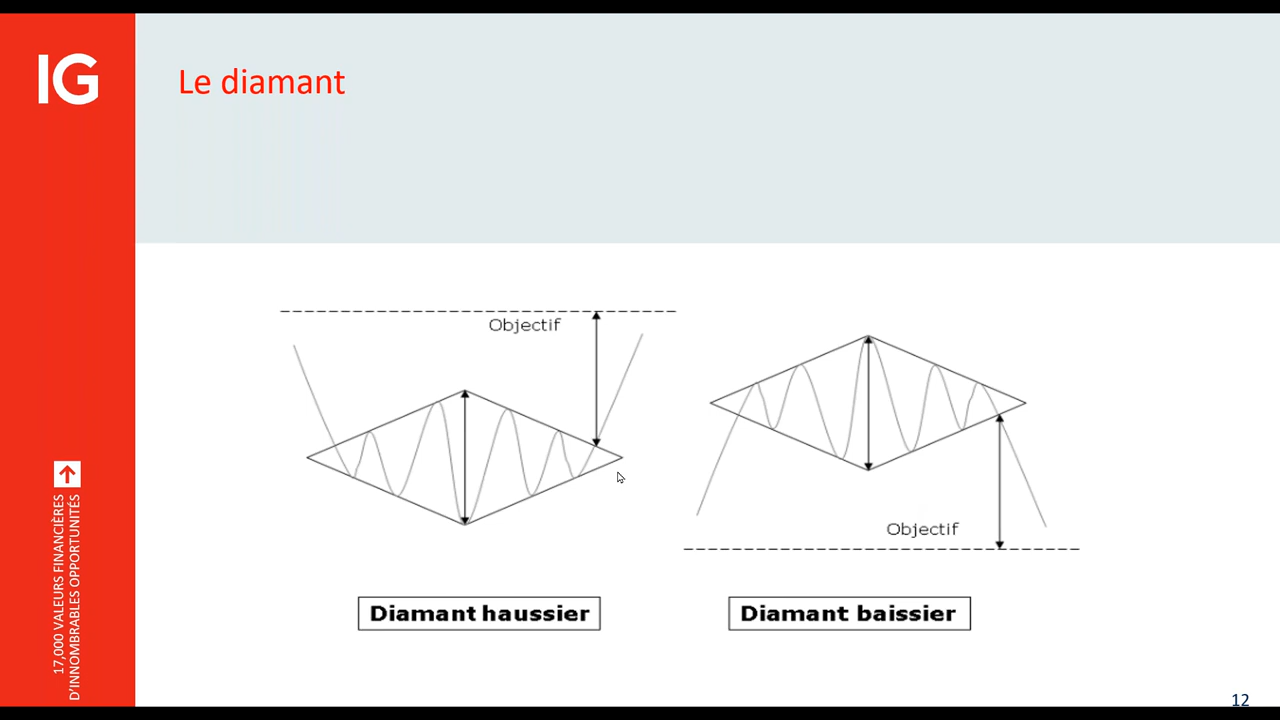 IG
Le diamant
Objectif
Objectif
Diamant haussier
Diamant baissier
17,000 VALEURS FINANCIÈRES
D'INNOMBRABLES OPPORTUNITÉS
12